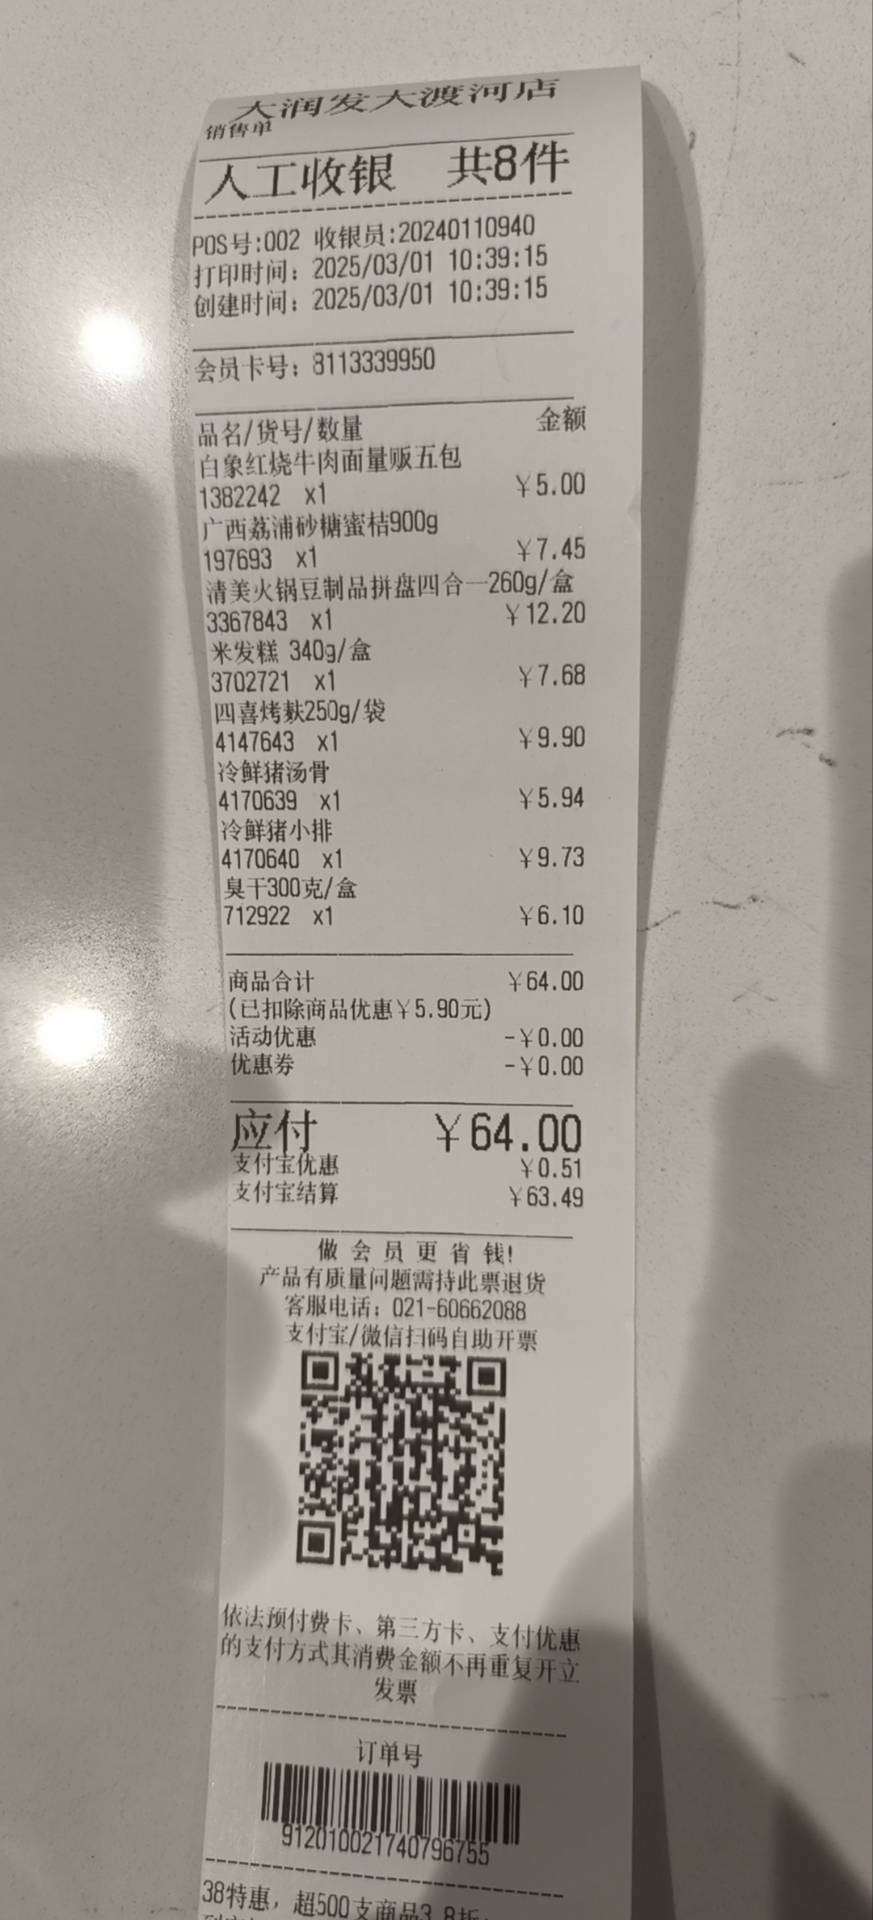 大润发大渡河店
销售单
人工收银 共8件
POS号:002 收银员:20240110940
打印时间：2025/03/01 10:39:15
创建时间：2025/03/01 10:39:15
会员卡号：8113339950
品名/货号/数量 金额
白象红烧牛肉面量贩五包
1382242 x1 ￥5.00
广西荔浦砂糖蜜桔900g
197693 x1 ￥7.45
清美火锅豆制品拼盘四合一260g/盒
3367843 x1 ￥12.20
米发糕 340g/盒
3702721 x1 ￥7.68
四喜烤麸250g/袋
4147643 x1 ￥9.90
冷鲜猪汤骨
4170639 x1 ￥5.94
冷鲜猪小排
4170640 x1 ￥9.73
臭干300克/盒
712922 x1 ￥6.10
商品合计 ￥64.00
(已扣除商品优惠￥5.90元)
活动优惠 -￥0.00
优惠券 -￥0.00
应付 ￥64.00
支付宝优惠 ￥0.51
支付宝结算 ￥63.49
做会员更省钱!
产品有质量问题需持此票退货
客服电话：021-60662088
支付宝/微信扫码自助开票
依法预付费卡、第三方卡、支付优惠
的支付方式其消费金额不再重复开立
发票
订单号
912010021740796755
38特惠，超500支商品3.8折